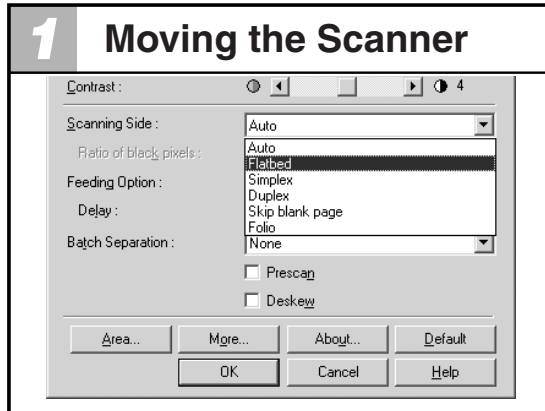 1 Moving the Scanner
Contrast : 4
Scanning Side : Auto
Ratio of black pixels :
Auto
Flatbed
Feeding Option : Simplex
Duplex
Delay : Skip blank page
Folio
Batch Separation : None
Prescan
Deskew
Area... More... About... Default
OK Cancel Help